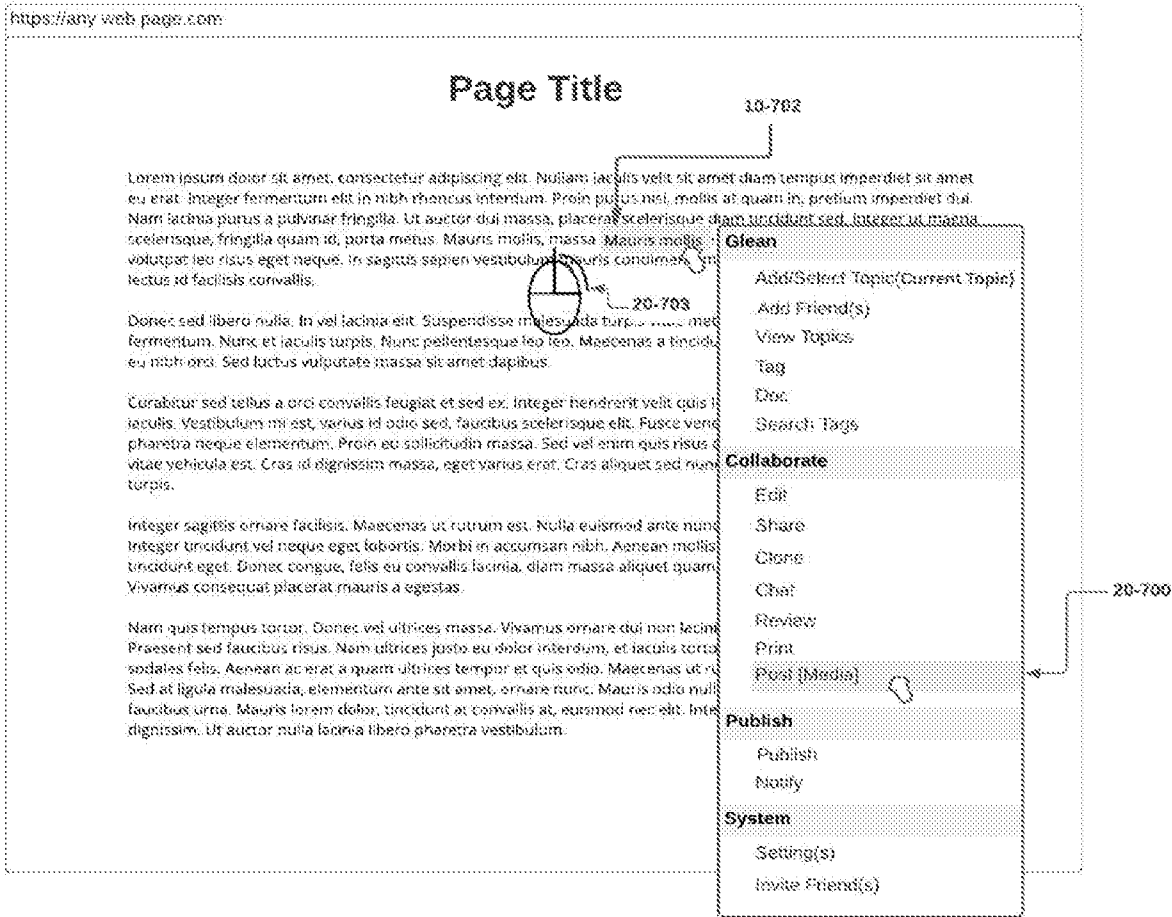 https://any web page.com
Page Title
10-702
Lorem ipsum dolor sit amet, consectetur adipiscing elit. Nullam iaculis velit sit amet diam tempus imperdiet sit amet
eu erat. Integer fermentum elit in nibh rhoncus interdum. Proin purus nisl, mollis at quam in, pretium imperdiet dui.
Nam lacinia purus a pulvinar fringilla. Ut auctor dui massa, placerat scelerisque diam tincidunt sed. Integer ut magna
scelerisque, fringilla quam id, porta metus. Mauris mollis, massa Mauris mollis
volutpat leo risus eget neque. In sagittis sapien vestibulum, mauris
lectus id facilisis convallis.
20-703
Donec sed libero nulla. In vel lacinia elit. Suspendisse malesuada
fermentum. Nunc et iaculis turpis. Nunc pellentesque leo leo. Maecenas a
eu nibh orci. Sed luctus vulputate massa sit amet dapibus.
Curabitur sed tellus a orci convallis feugiat et sed ex. Integer hendrerit velit quis
iaculis. Vestibulum mi est, varius id odio sed, faucibus scelerisque elit. Fusce
pharetra neque elementum. Proin eu sollicitudin massa. Sed vel enim quis risus
vitae vehicula est. Cras id dignissim massa, eget varius erat. Cras aliquet sed
turpis.
Integer sagittis ornare facilisis. Maecenas ut rutrum est. Nulla euismod ante
Integer tincidunt vel neque eget lobortis. Morbi in accumsan nibh. Aenean mollis
tincidunt eget. Donec congue, felis eu convallis lacinia, diam massa aliquet quam
Vivamus consequat placerat mauris a egestas.
Nam quis tempus tortor. Donec vel ultrices massa. Vivamus ornare dui non
Praesent sed faucibus risus. Nam ultrices justo eu dolor interdum, et iaculis
sodales felis. Aenean ac erat a quam ultrices tempor et quis odio. Maecenas ut
Sed at ligula malesuada, elementum ante sit amet, ornare nunc. Mauris odio
faucibus urna. Mauris lorem dolor, tincidunt at convallis at, euismod nec elit.
dignissim. Ut auctor nulla lacinia libero pharetra vestibulum.
Glean
Add/Select Topic(Current Topic)
Add Friend(s)
View Topics
Tag
Doc
Search Tags
Collaborate
Edit
Share
Clone
Chat
Review
Print
Post [Media]
20-700
Publish
Publish
Notify
System
Setting(s)
Invite Friend(s)